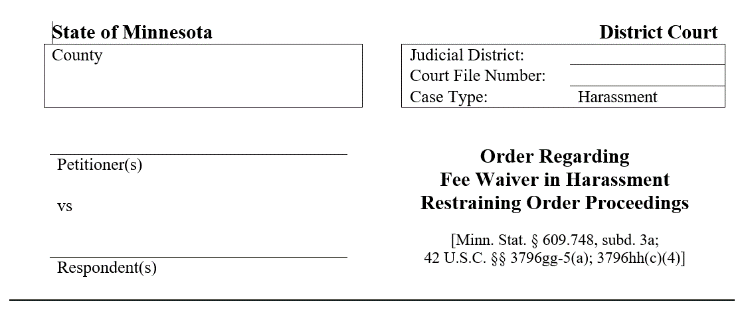 State of Minnesota
District Court
County
Judicial District:
Court File Number:
Case Type: Harassment
Petitioner(s)
vs
Respondent(s)
Order Regarding
Fee Waiver in Harassment
Restraining Order Proceedings
[Minn. Stat. § 609.748, subd. 3a;
42 U.S.C. §§ 3796gg-5(a); 3796hh(c)(4)]